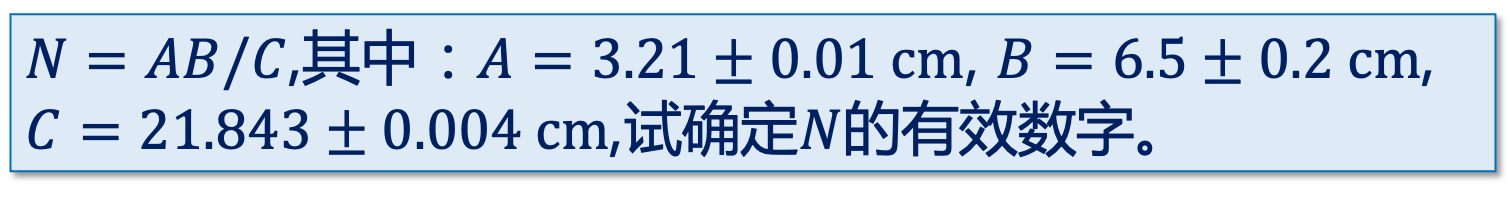 N = AB/C,其中：A = 3.21 ± 0.01 cm, B = 6.5 ± 0.2 cm,
C = 21.843 ± 0.004 cm,试确定N的有效数字。